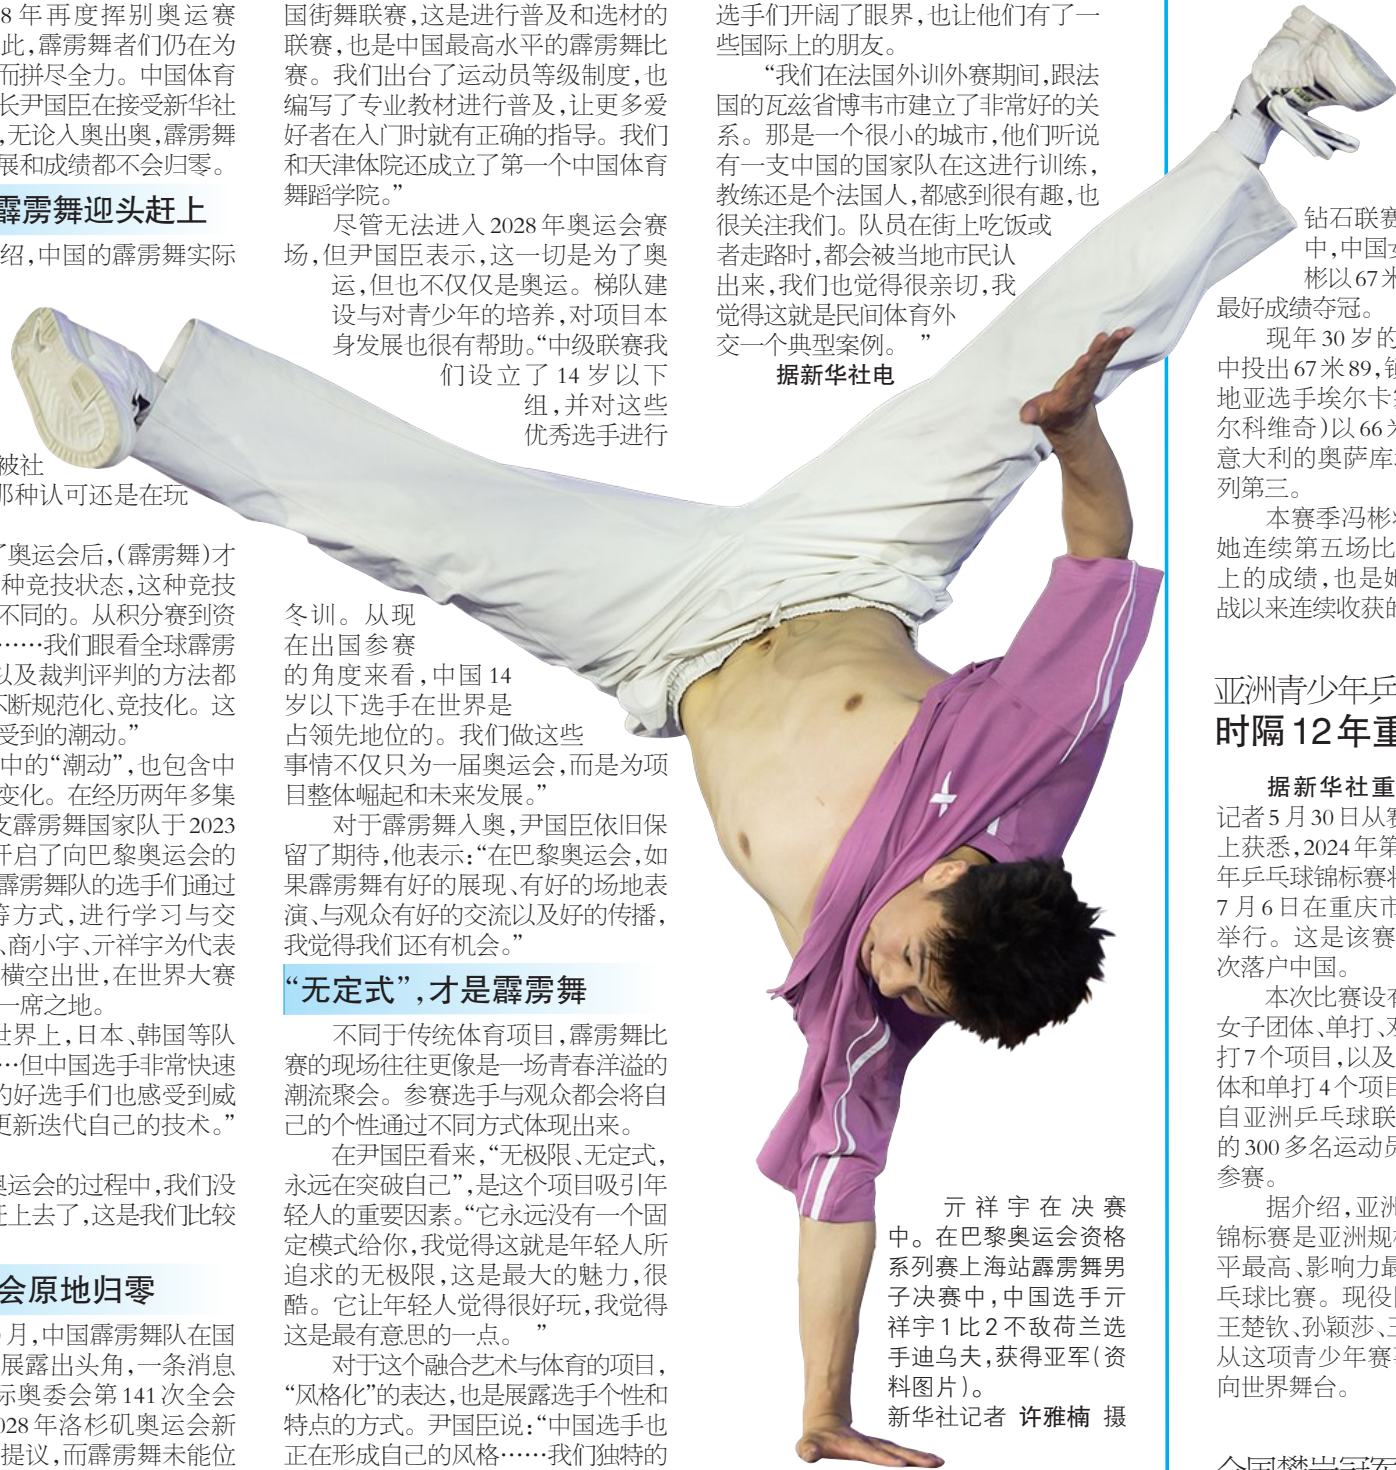 8年再度挥别奥运赛
此，霹雳舞者们仍在为
而拼尽全力。中国体育
长尹国臣在接受新华社
，无论入奥出奥，霹雳舞
展和成绩都不会归零。
霹雳舞迎头赶上
绍，中国的霹雳舞实际
被社
那种认可还是在玩
了奥运会后，（霹雳舞）才
种竞技状态，这种竞技
不同的。从积分赛到资
……我们眼看全球霹雳
以及裁判评判的方法都
不断规范化、竞技化。这
受到的潮动。”
中的“潮动”，也包含中
变化。在经历两年多集
支霹雳舞国家队于2023
开启了向巴黎奥运会的
霹雳舞队的选手们通过
等方式，进行学习与交
、商小宇、亓祥宇为代表
横空出世，在世界大赛
一席之地。
世界上，日本、韩国等队
…但中国选手非常快速
的好选手们也感受到威
更新迭代自己的技术。”
奥运会的过程中，我们没
赶上去了，这是我们比较
会原地归零
月，中国霹雳舞队在国
展露出头角，一条消息
际奥委会第141次全会
028年洛杉矶奥运会新
提议，而霹雳舞未能位
国街舞联赛，这是进行普及和选材的
联赛，也是中国最高水平的霹雳舞比
赛。我们出台了运动员等级制度，也
编写了专业教材进行普及，让更多爱
好者在入门时就有正确的指导。我们
和天津体院还成立了第一个中国体育
舞蹈学院。”
尽管无法进入2028年奥运会赛
场，但尹国臣表示，这一切是为了奥
运，但也不仅仅是奥运。梯队建
设与对青少年的培养，对项目本
身发展也很有帮助。“中级联赛我
们设立了14岁以下
组，并对这些
优秀选手进行
冬训。从现
在出国参赛
的角度来看，中国14
岁以下选手在世界是
占领先地位的。我们做这些
事情不仅只为一届奥运会，而是为项
目整体崛起和未来发展。”
对于霹雳舞入奥，尹国臣依旧保
留了期待，他表示：“在巴黎奥运会，如
果霹雳舞有好的展现、有好的场地表
演、与观众有好的交流以及好的传播，
我觉得我们还有机会。”
“无定式”，才是霹雳舞
不同于传统体育项目，霹雳舞比
赛的现场往往更像是一场青春洋溢的
潮流聚会。参赛选手与观众都会将自
己的个性通过不同方式体现出来。
在尹国臣看来，“无极限、无定式，
永远在突破自己”，是这个项目吸引年
轻人的重要因素。“它永远没有一个固
定模式给你，我觉得这就是年轻人所
追求的无极限，这是最大的魅力，很
酷。它让年轻人觉得很好玩，我觉得
这是最有意思的一点。”
对于这个融合艺术与体育的项目，
“风格化”的表达，也是展露选手个性和
特点的方式。尹国臣说：“中国选手也
正在形成自己的风格……我们独特的
选手们开阔了眼界，也让他们有了一
些国际上的朋友。
“我们在法国外训外赛期间，跟法
国的瓦兹省博韦市建立了非常好的关
系。那是一个很小的城市，他们听说
有一支中国的国家队在这进行训练，
教练还是个法国人，都感到很有趣，也
很关注我们。队员在街上吃饭或
者走路时，都会被当地市民认
出来，我们也觉得很亲切，我
觉得这就是民间体育外
交一个典型案例。”
据新华社电
亓祥宇在决赛
中。在巴黎奥运会资格
系列赛上海站霹雳舞男
子决赛中，中国选手亓
祥宇1比2不敌荷兰选
手迪乌夫，获得亚军（资
料图片）。
新华社记者 许雅楠 摄
钻石联赛
中，中国女
彬以67米
最好成绩夺冠。
现年30岁的
中投出67米89，铂
地亚选手埃尔卡
尔科维奇）以66米
意大利的奥萨库
列第三。
本赛季冯彬
她连续第五场比
上的成绩，也是她
战以来连续收获的
亚洲青少年乒
时隔12年重
据新华社重
记者5月30日从赛
上获悉，2024年第
年乒乓球锦标赛将
7月6日在重庆市
举行。这是该赛
次落户中国。
本次比赛设有
女子团体、单打、双
打7个项目，以及
体和单打4个项目
自亚洲乒乓球联
的300多名运动员
参赛。
据介绍，亚洲
锦标赛是亚洲规模
平最高、影响力最
乓球比赛。现役
王楚钦、孙颖莎、王
从这项青少年赛事
向世界舞台。